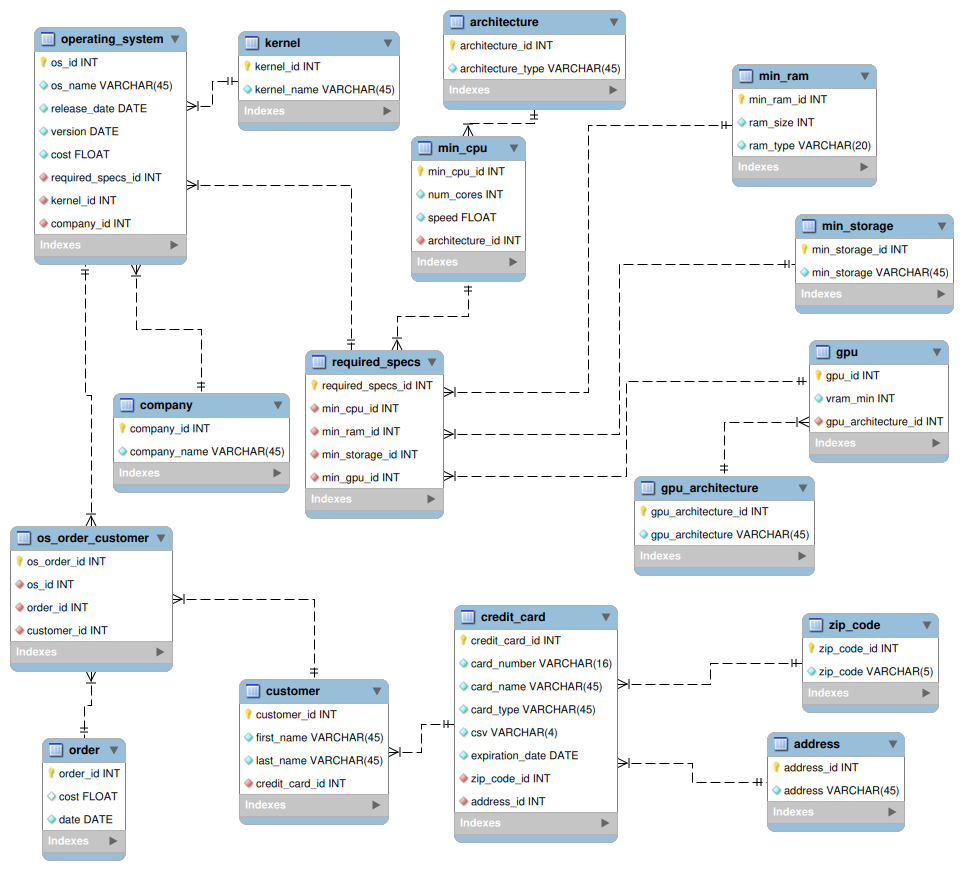 operating_system
os_id INT
os_name VARCHAR(45)
release_date DATE
version DATE
cost FLOAT
required_specs_id INT
kernel_id INT
company_id INT
Indexes
kernel
kernel_id INT
kernel_name VARCHAR(45)
Indexes
architecture
architecture_id INT
architecture_type VARCHAR(45)
Indexes
min_ram
min_ram_id INT
ram_size INT
ram_type VARCHAR(20)
Indexes
min_cpu
min_cpu_id INT
num_cores INT
speed FLOAT
architecture_id INT
Indexes
min_storage
min_storage_id INT
min_storage VARCHAR(45)
Indexes
gpu
gpu_id INT
vram_min INT
gpu_architecture_id INT
Indexes
required_specs
required_specs_id INT
min_cpu_id INT
min_ram_id INT
min_storage_id INT
min_gpu_id INT
Indexes
company
company_id INT
company_name VARCHAR(45)
Indexes
gpu_architecture
gpu_architecture_id INT
gpu_architecture VARCHAR(45)
Indexes
os_order_customer
os_order_id INT
os_id INT
order_id INT
customer_id INT
Indexes
customer
customer_id INT
first_name VARCHAR(45)
last_name VARCHAR(45)
credit_card_id INT
Indexes
credit_card
credit_card_id INT
card_number VARCHAR(16)
card_name VARCHAR(45)
card_type VARCHAR(45)
csv VARCHAR(4)
expiration_date DATE
zip_code_id INT
address_id INT
Indexes
zip_code
zip_code_id INT
zip_code VARCHAR(5)
Indexes
address
address_id INT
address VARCHAR(45)
Indexes
order
order_id INT
cost FLOAT
date DATE
Indexes